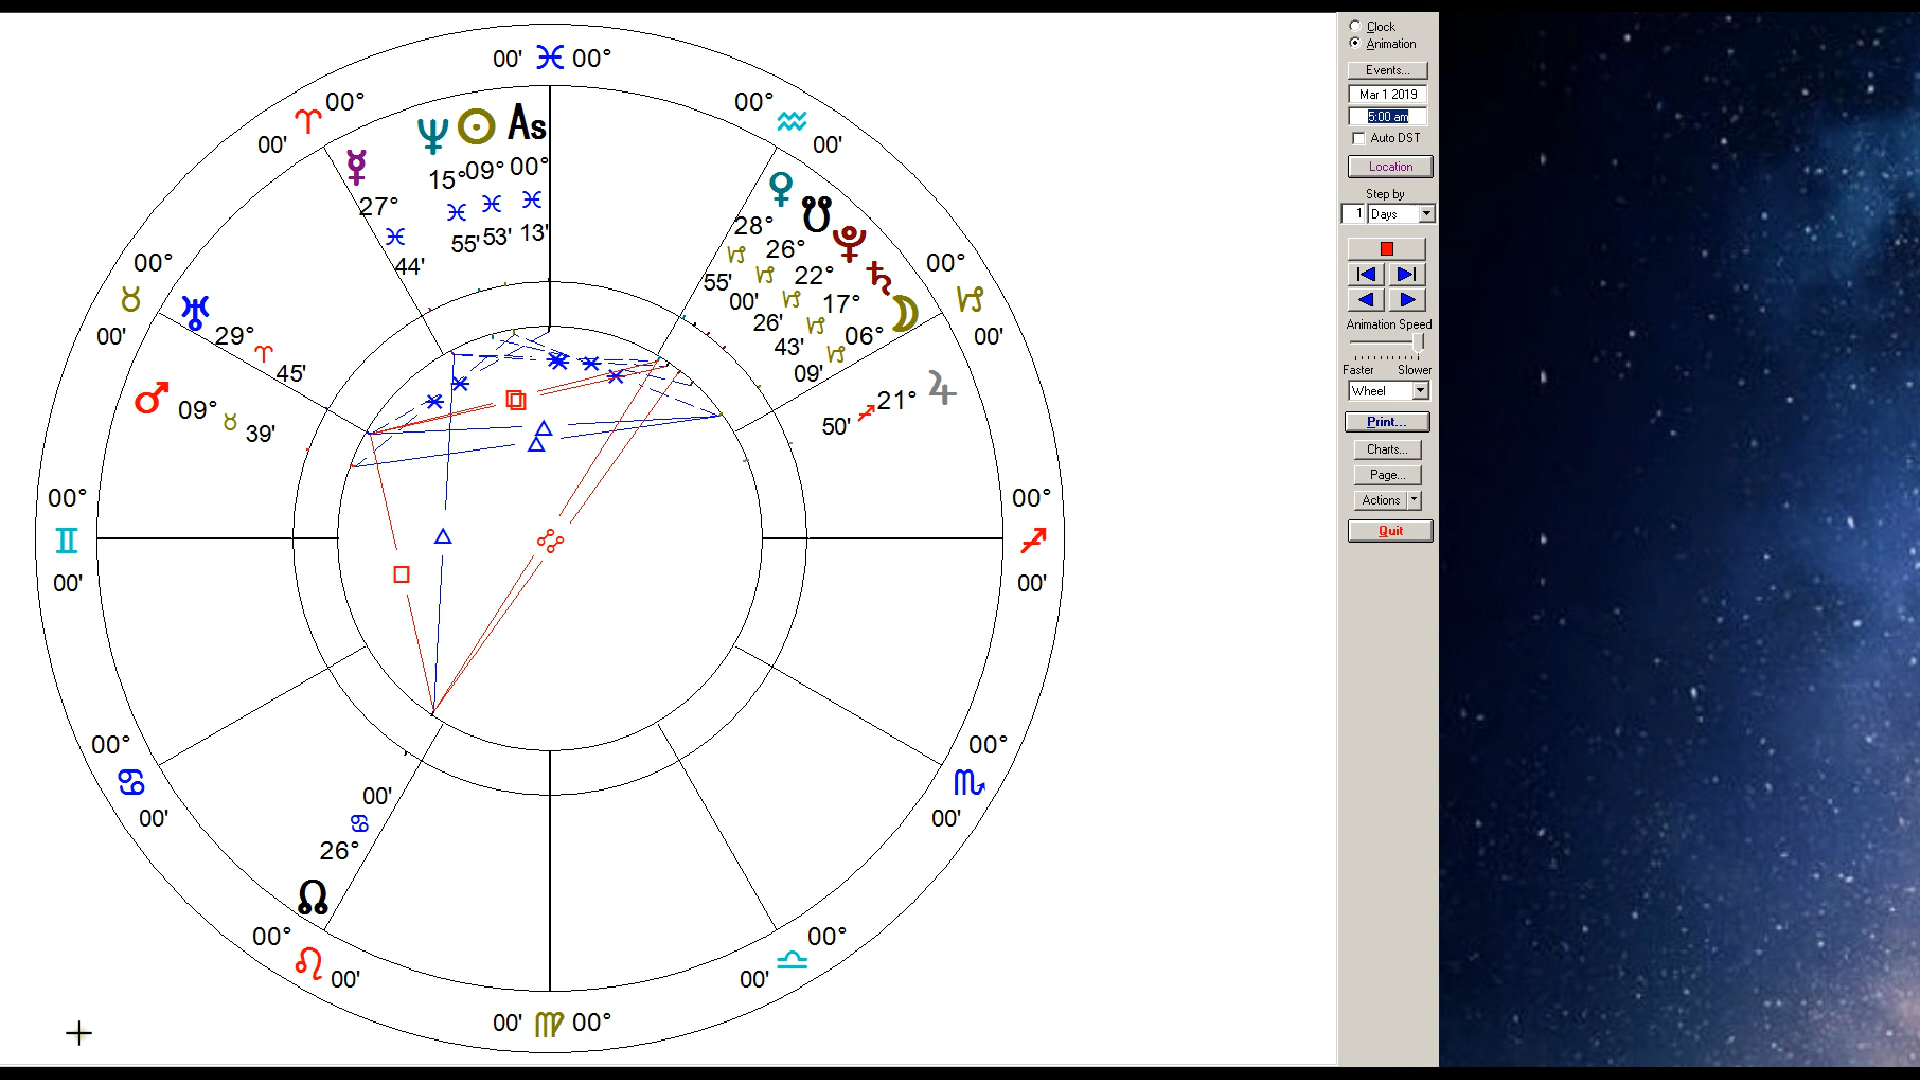 00' ♓ 00°
00° ♈ 00'
00° ♒ 00'
00° ♉ 00'
00° ♑ 00'
00° ♊ 00'
00° ♐ 00'
00° ♋ 00'
00° ♏ 00'
00° ♌ 00'
00° ♎ 00'
00' ♍ 00°
☿ 27° ♓ 44'
♆ 15° ♓ 55'
☉ 09° ♓ 53'
As 00° ♓ 13'
♀ 28° ♑ 55'
☋ 26° ♑ 00'
♇ 22° ♑ 26'
♄ 17° ♑ 43'
☽ 06° ♑ 09'
♃ 21° ♐ 50'
♅ 29° ♈ 45'
♂ 09° ♉ 39'
☊ 26° ♋ 00'
Clock
Animation
Events...
Mar 1 2019
5:00 am
Auto DST
Location
Step by
1 Days
Animation Speed
Faster Slower
Wheel
Print...
Charts...
Page...
Actions
Quit